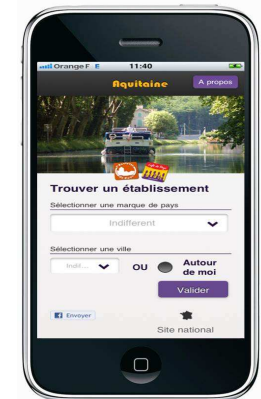 Orange F E 11:40
Aquitaine
A propos
Trouver un établissement
Sélectionner une marque de pays
Indifferent
Sélectionner une ville
Indif...
OU
Autour
de moi
Valider
Envoyer
Site national